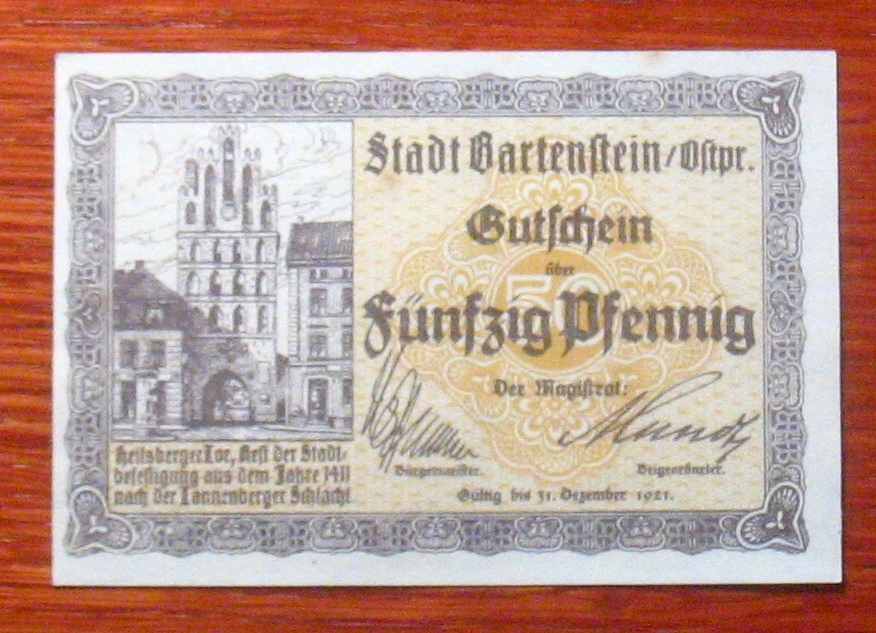 Stadt Bartenstein/Ostpr.
Gutschein
über
50
Fünfzig Pfennig
Der Magistrat:
Bürgermeister.
Beigeordneter.
Gültig bis 31. Dezember 1921.
Heilsberger Tor, Rest der Stadt-
befestigung aus dem Jahre 1411
nach der Tannenberger Schlacht